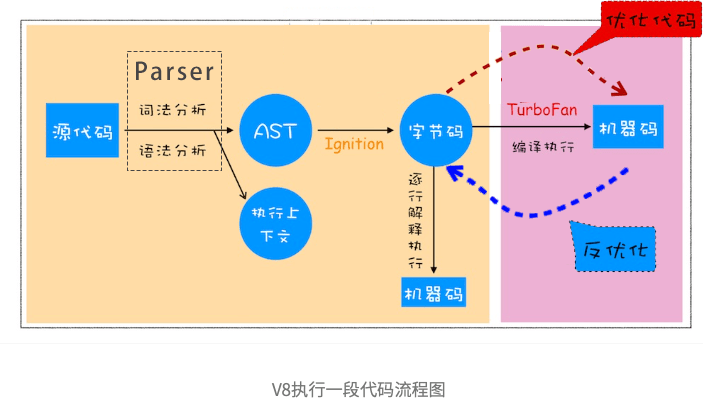 优化代码
Parser
源代码
词法分析
语法分析
AST
Ignition
字节码
TurboFan
编译执行
机器码
执行上
下文
逐行解释执行
机器码
反优化
V8执行一段代码流程图